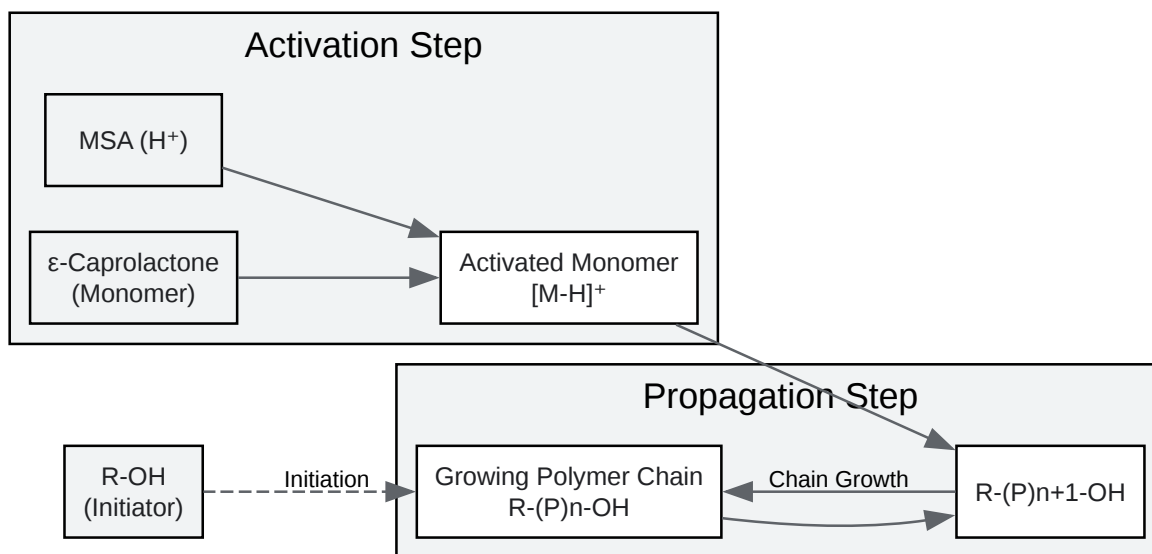 Activation Step
MSA (H⁺)
ε-Caprolactone
(Monomer)
Activated Monomer
[M-H]⁺
Propagation Step
R-OH
(Initiator)
Initiation
Growing Polymer Chain
R-(P)n-OH
Chain Growth
R-(P)n+1-OH